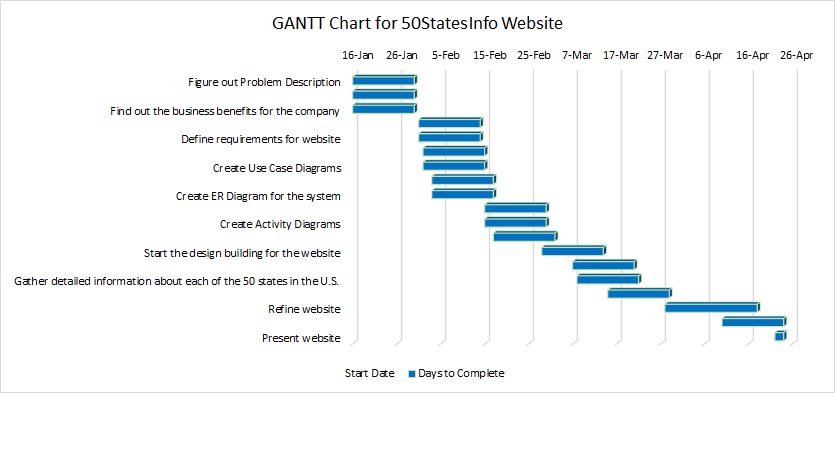 GANTT Chart for 50StatesInfo Website
16-Jan 26-Jan 5-Feb 15-Feb 25-Feb 7-Mar 17-Mar 27-Mar 6-Apr 16-Apr 26-Apr
Figure out Problem Description
Find out the business benefits for the company
Define requirements for website
Create Use Case Diagrams
Create ER Diagram for the system
Create Activity Diagrams
Start the design building for the website
Gather detailed information about each of the 50 states in the U.S.
Refine website
Present website
Start Date Days to Complete